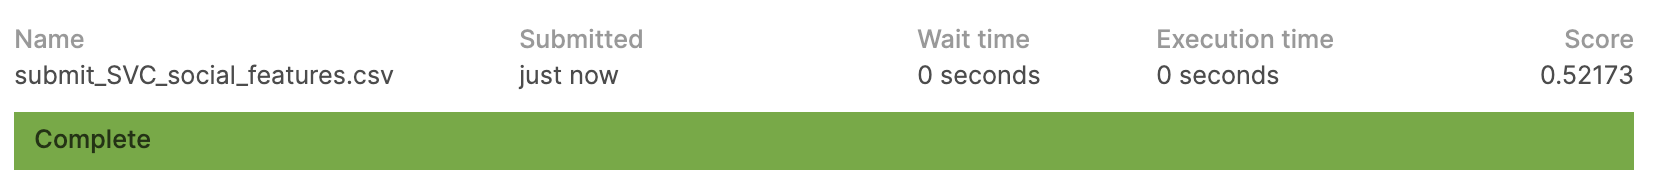 Name Submitted Wait time Execution time Score
submit_SVC_social_features.csv just now 0 seconds 0 seconds 0.52173
Complete